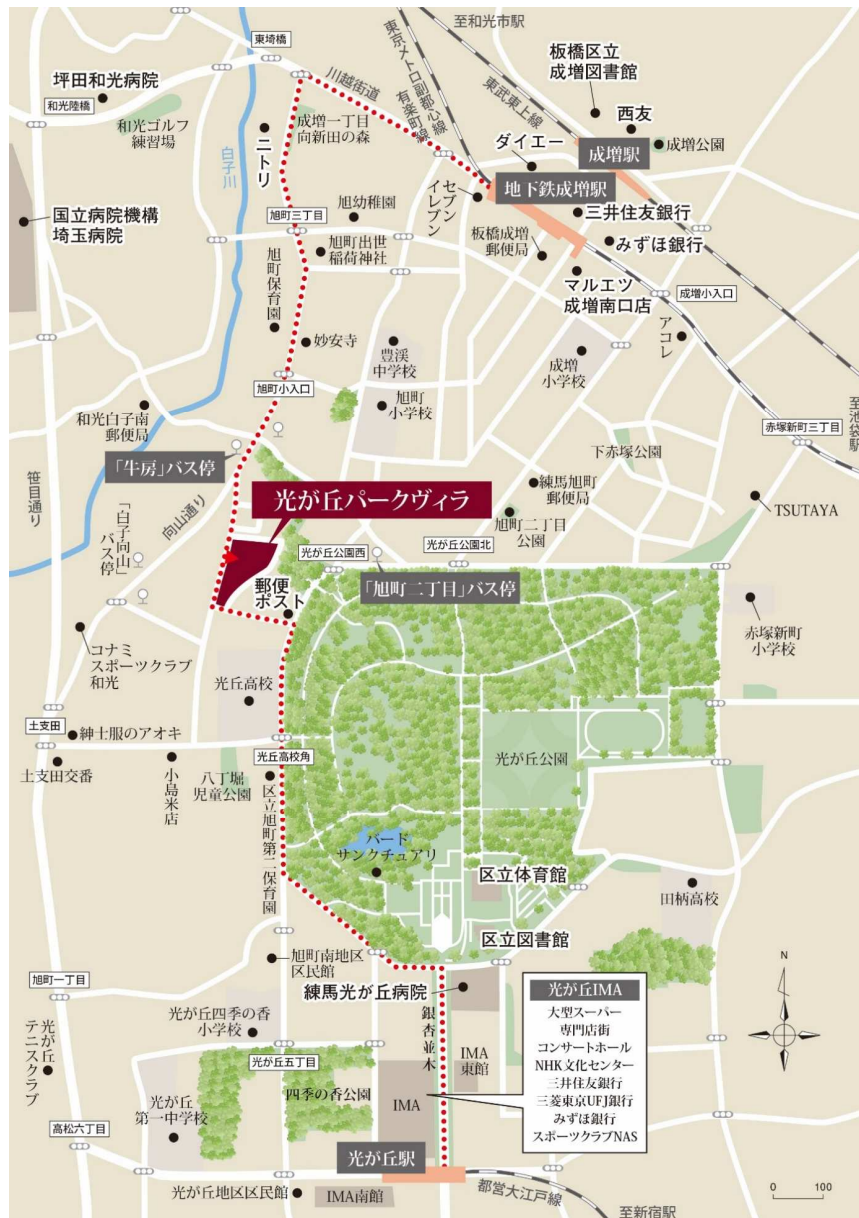 至和光市駅
東埼橋
川越街道
東京メトロ副都心線
有楽町線
東武東上線
板橋区立
成増図書館
坪田和光病院
和光陸橋
和光ゴルフ
練習場
白子川
ニトリ
成増一丁目
向新田の森
西友
成増駅
成増公園
ダイエー
地下鉄成増駅
セブン
イレブン
三井住友銀行
国立病院機構
埼玉病院
旭町三丁目
旭幼稚園
旭町出世
稲荷神社
板橋成増
郵便局
みずほ銀行
マルエツ
成増南口店
成増小入口
アコレ
旭町保育園
妙安寺
豊渓
中学校
成増
小学校
旭町小入口
旭町
小学校
和光白子南
郵便局
至池袋駅
赤塚新町三丁目
下赤塚公園
「牛房」バス停
笹目通り
向山通り
「白子向山」
バス停
光が丘パークヴィラ
練馬旭町
郵便局
旭町二丁目
公園
TSUTAYA
光が丘公園西
光が丘公園北
「旭町二丁目」バス停
郵便
ポスト
赤塚新町
小学校
コナミ
スポーツクラブ
和光
光丘高校
土支田
紳士服のアオキ
土支田交番
小島米店
八丁堀
児童公園
光丘高校角
区立旭町第二保育園
光が丘公園
バード
サンクチュアリ
区立体育館
田柄高校
区立図書館
旭町南地区
区民館
旭町一丁目
練馬光が丘病院
光が丘
テニスクラブ
光が丘四季の香
小学校
銀杏並木
IMA
東館
光が丘IMA
大型スーパー
専門店街
コンサートホール
NHK文化センター
三井住友銀行
三菱東京UFJ銀行
みずほ銀行
スポーツクラブNAS
N
光が丘五丁目
四季の香公園
IMA
光が丘
第一中学校
高松六丁目
光が丘駅
光が丘地区区民館
IMA南館
都営大江戸線
至新宿駅
0 100